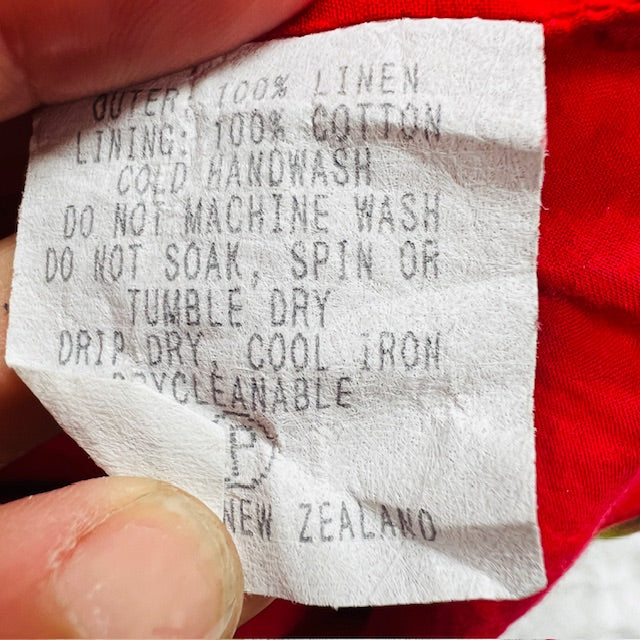 OUTER: 100% LINEN
LINING: 100% COTTON
COLD HANDWASH
DO NOT MACHINE WASH
DO NOT SOAK, SPIN OR
TUMBLE DRY
DRIP DRY, COOL IRON
DRYCLEANABLE
P
NEW ZEALAND